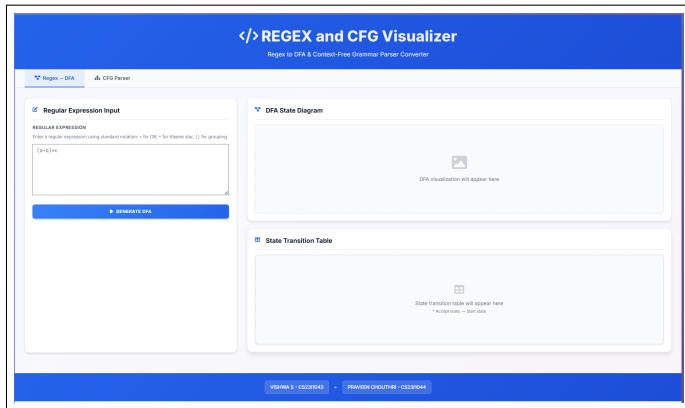 </> REGEX and CFG Visualizer
Regex to DFA & Context-Free Grammar Parser Converter
Regex → DFA
CFG Parser
Regular Expression Input
REGULAR EXPRESSION
Enter a regular expression using standard notation: + for OR, * for Kleene star, () for grouping
(a+b)*c
GENERATE DFA
DFA State Diagram
DFA visualization will appear here
State Transition Table
State transition table will appear here
* Accept state, → Start state
VISHWA S - CS23I1043 • PRAVEEN CHOUTHRI - CS23I1044